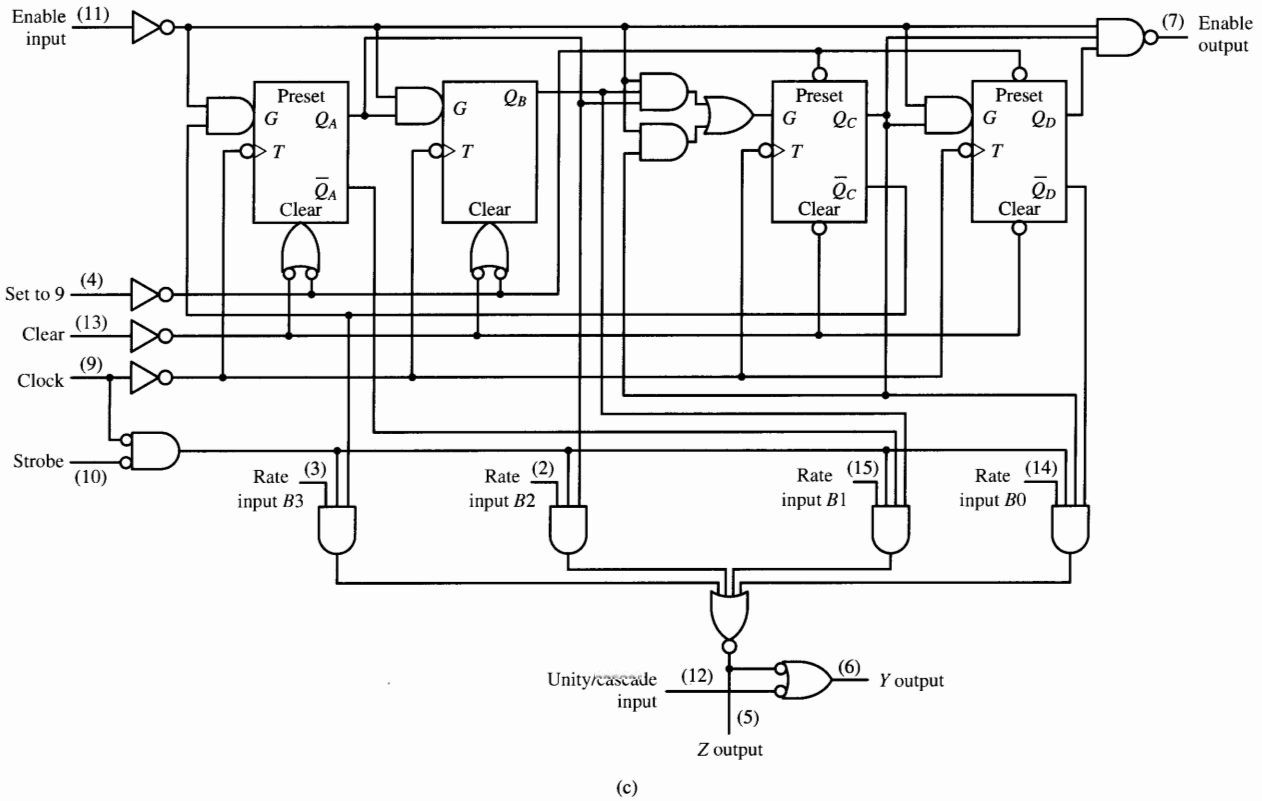 Enable
input
(11)
(7)
Enable
output
Preset
G
Q_A
T
Q̅_A
Clear
G
Q_B
T
Clear
Preset
G
Q_C
T
Q̅_C
Clear
Preset
G
Q_D
T
Q̅_D
Clear
Set to 9
(4)
Clear
(13)
Clock
(9)
Strobe
(10)
Rate
input B3
(3)
Rate
input B2
(2)
Rate
input B1
(15)
Rate
input B0
(14)
Unity/cascade
input
(12)
(6)
Y output
(5)
Z output
(c)